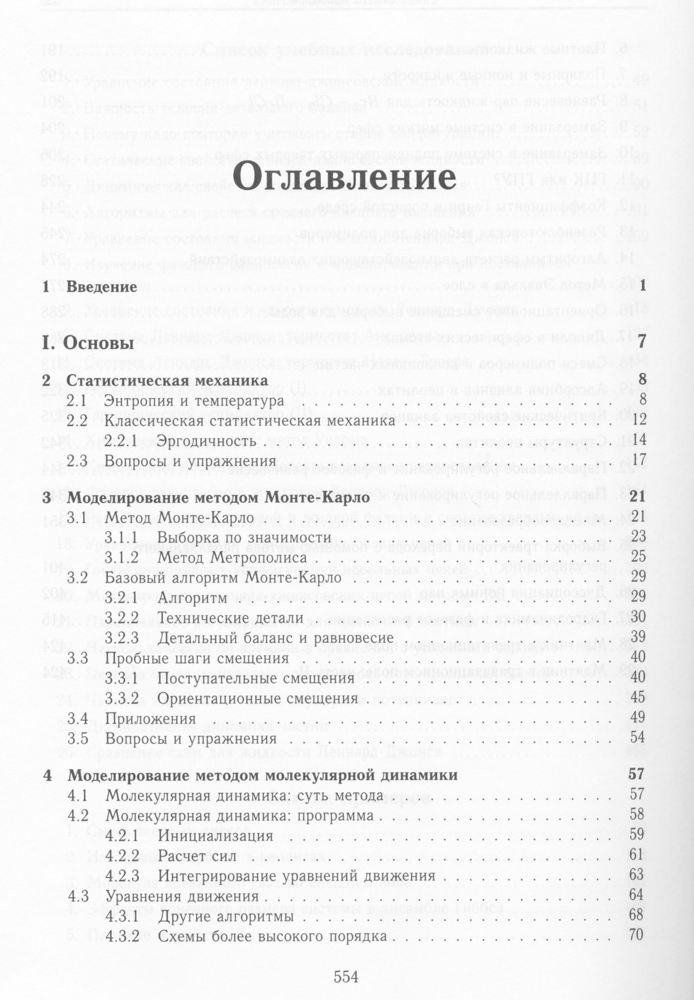 Оглавление
1 Введение 1
I. Основы 7
2 Статистическая механика 8
2.1 Энтропия и температура 8
2.2 Классическая статистическая механика 12
2.2.1 Эргодичность 14
2.3 Вопросы и упражнения 17
3 Моделирование методом Монте-Карло 21
3.1 Метод Монте-Карло 21
3.1.1 Выборка по значимости 23
3.1.2 Метод Метрополиса 25
3.2 Базовый алгоритм Монте-Карло 29
3.2.1 Алгоритм 29
3.2.2 Технические детали 30
3.2.3 Детальный баланс и равновесие 39
3.3 Пробные шаги смещения 40
3.3.1 Поступательные смещения 40
3.3.2 Ориентационные смещения 45
3.4 Приложения 49
3.5 Вопросы и упражнения 54
4 Моделирование методом молекулярной динамики 57
4.1 Молекулярная динамика: суть метода 57
4.2 Молекулярная динамика: программа 58
4.2.1 Инициализация 59
4.2.2 Расчет сил 61
4.2.3 Интегрирование уравнений движения 63
4.3 Уравнения движения 64
4.3.1 Другие алгоритмы 68
4.3.2 Схемы более высокого порядка 70
554